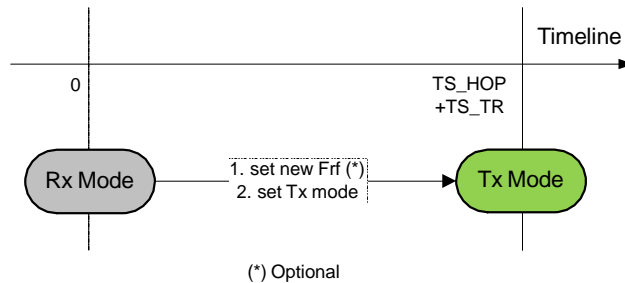 Timeline
0
TS_HOP
+TS_TR
Rx Mode
1. set new Frf (*)
2. set Tx mode
Tx Mode
(*) Optional